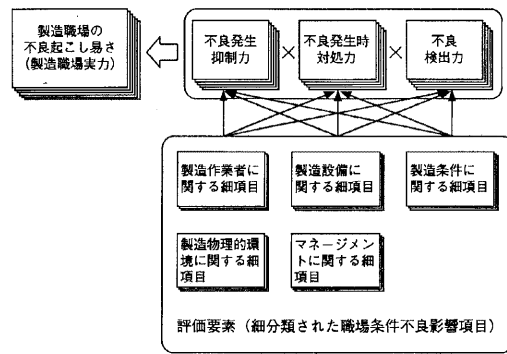 製造職場の
不良起こし易さ
（製造職場実力）
不良発生
抑制力
×
不良発生時
対処力
×
不良
検出力
製造作業者に
関する細項目
製造設備に
関する細項目
製造条件に
関する細項目
製造物理的環
境に関する細
項目
マネージメン
トに関する細
項目
評価要素（細分類された職場条件不良影響項目）